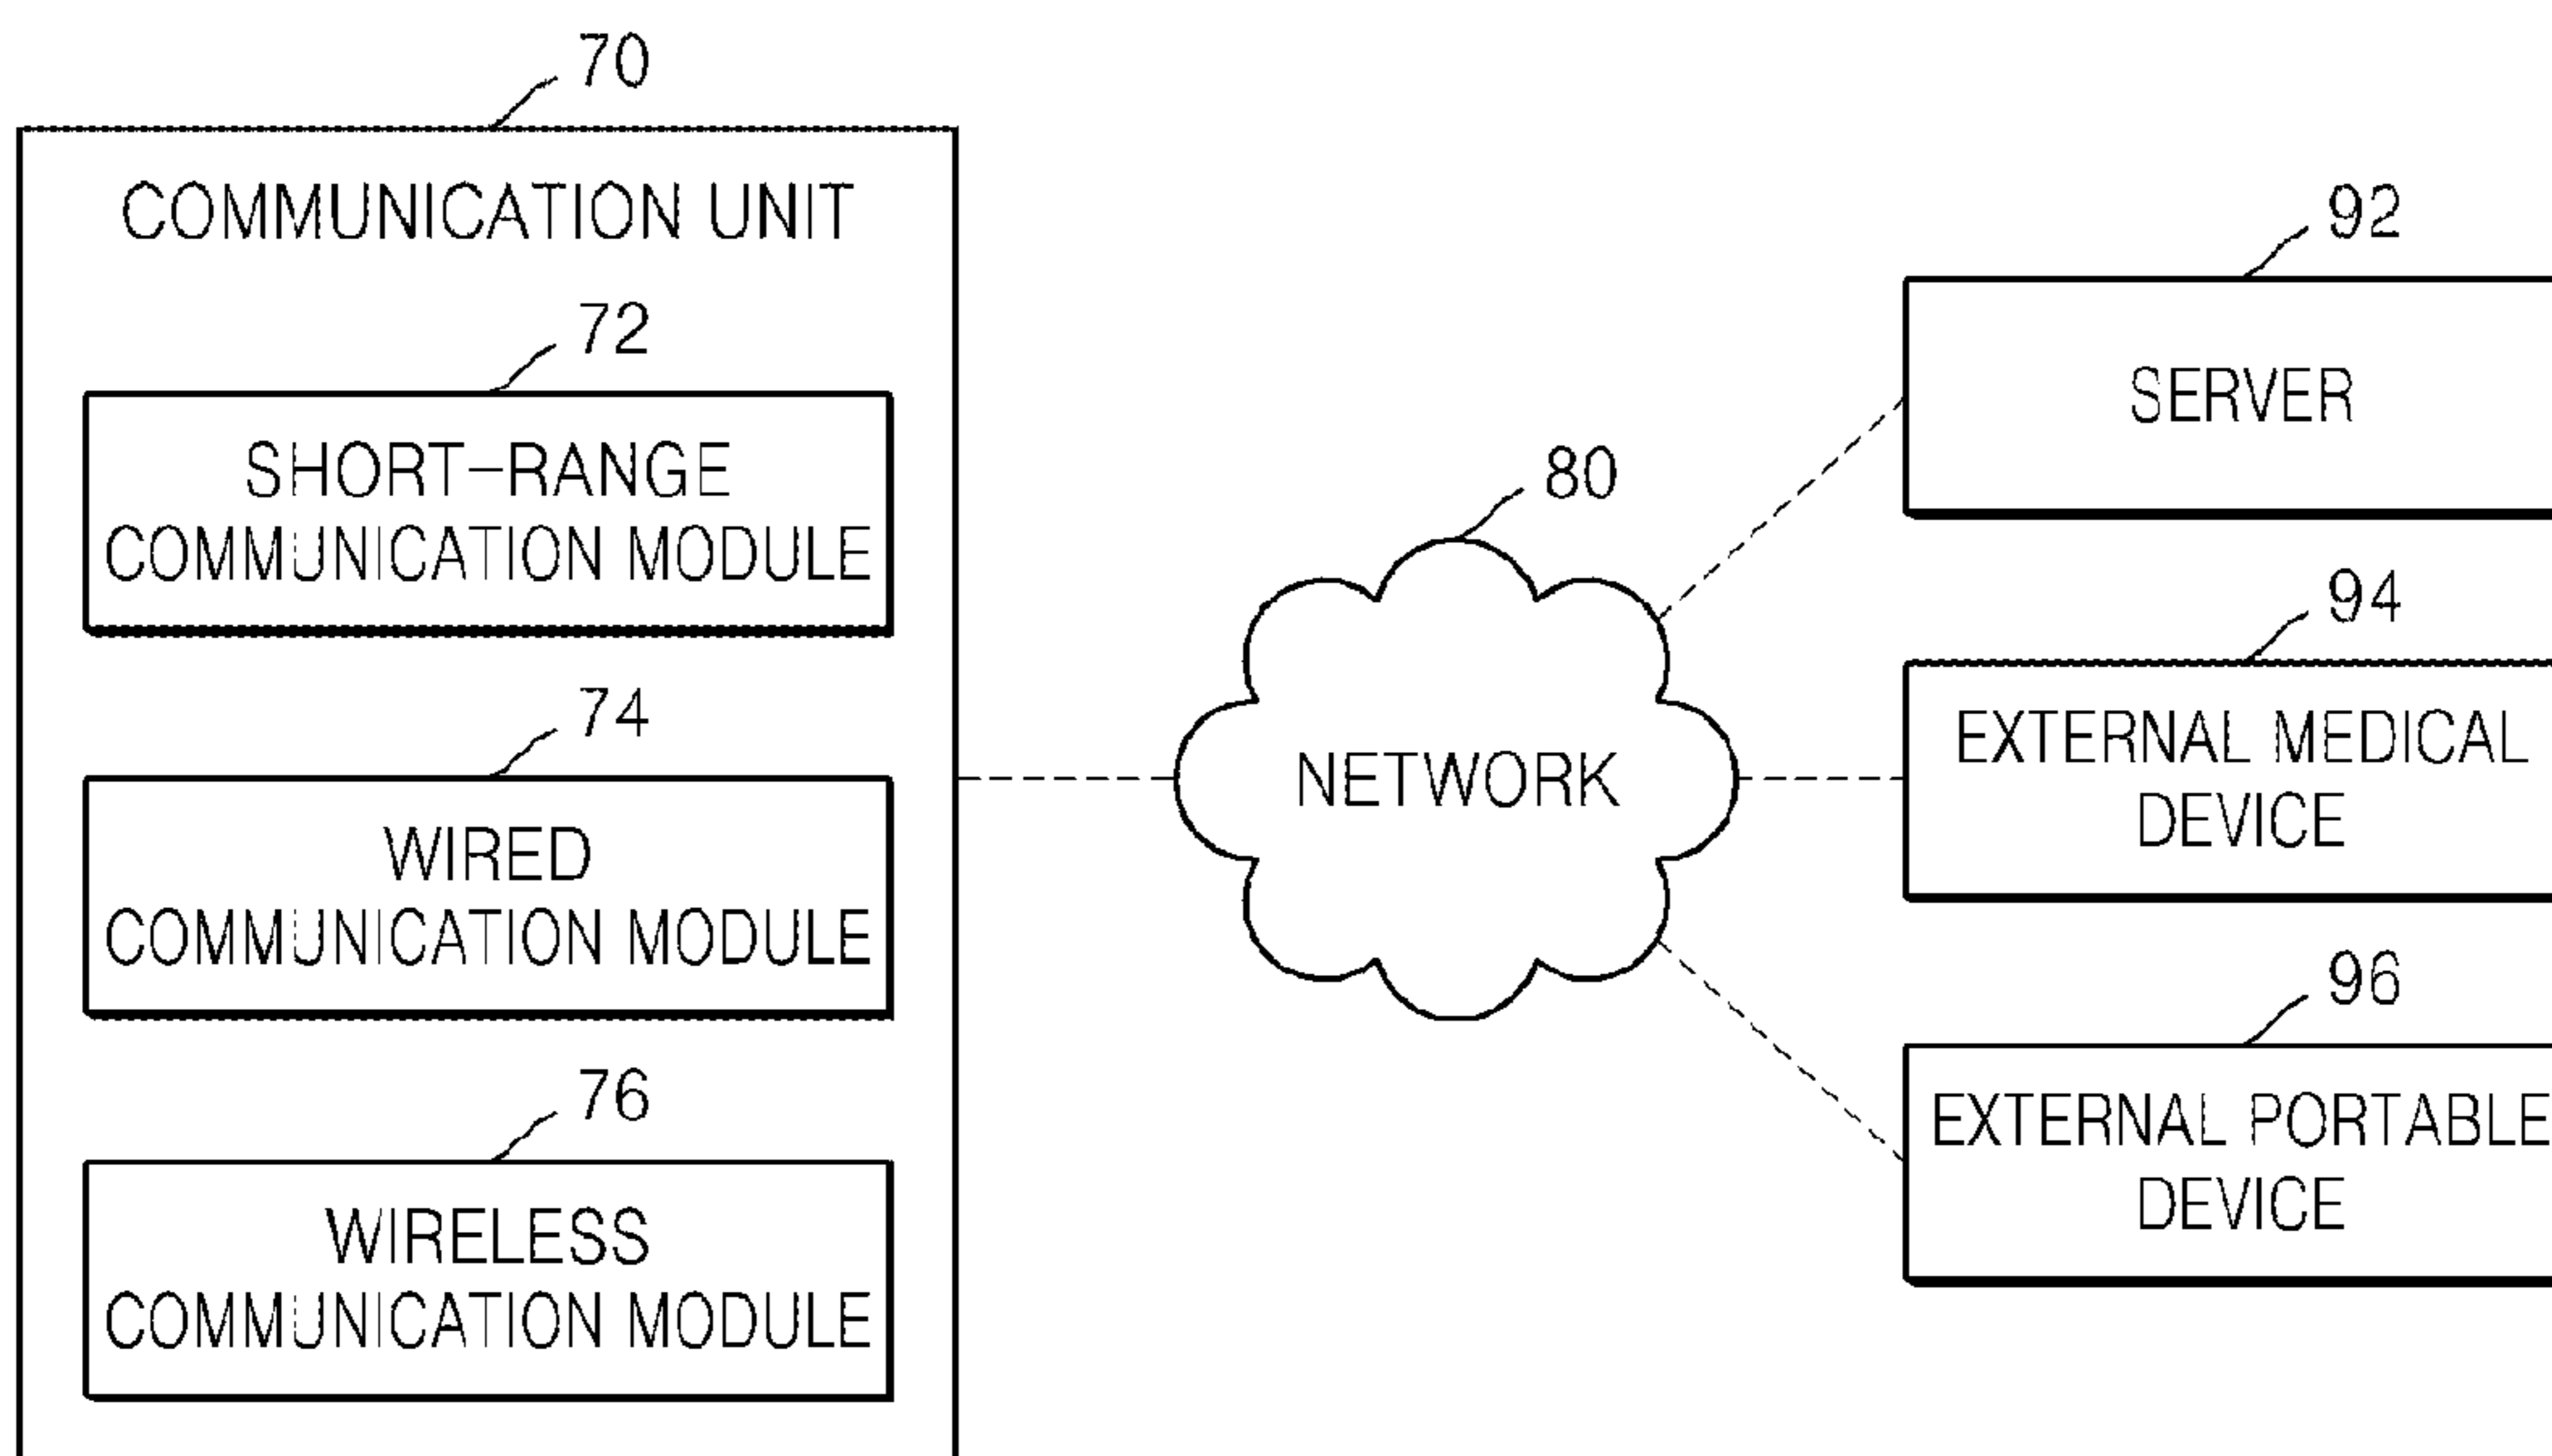 70
COMMUNICATION UNIT
72
SHORT-RANGE
COMMUNICATION MODULE
74
WIRED
COMMUNICATION MODULE
76
WIRELESS
COMMUNICATION MODULE
80
NETWORK
92
SERVER
94
EXTERNAL MEDICAL
DEVICE
96
EXTERNAL PORTABLE
DEVICE